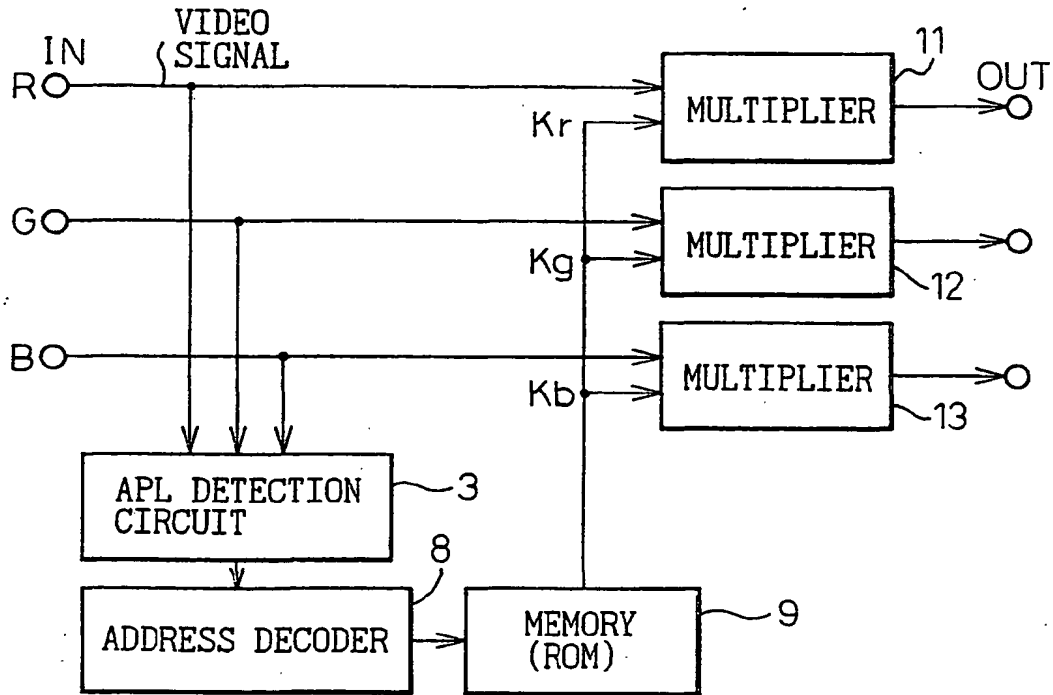 IN
VIDEO
SIGNAL
R
Kr
MULTIPLIER
11
OUT
G
Kg
MULTIPLIER
12
B
Kb
MULTIPLIER
13
APL DETECTION
CIRCUIT
3
8
ADDRESS DECODER
MEMORY
(ROM)
9